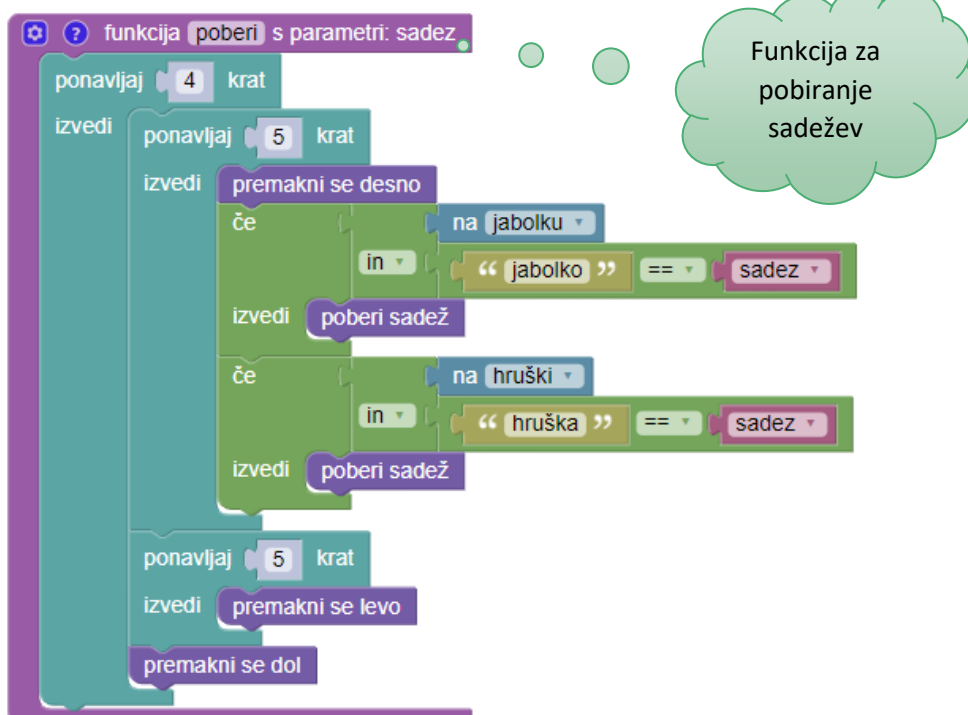 ? funkcija poberi s parametri: sadez
Funkcija za
pobiranje
sadežev
ponavljaj 4 krat
izvedi
ponavljaj 5 krat
izvedi
premakni se desno
če
na jabolku
in
“ jabolko ” == sadez
izvedi
poberi sadež
če
na hruški
in
“ hruška ” == sadez
izvedi
poberi sadež
ponavljaj 5 krat
izvedi
premakni se levo
premakni se dol